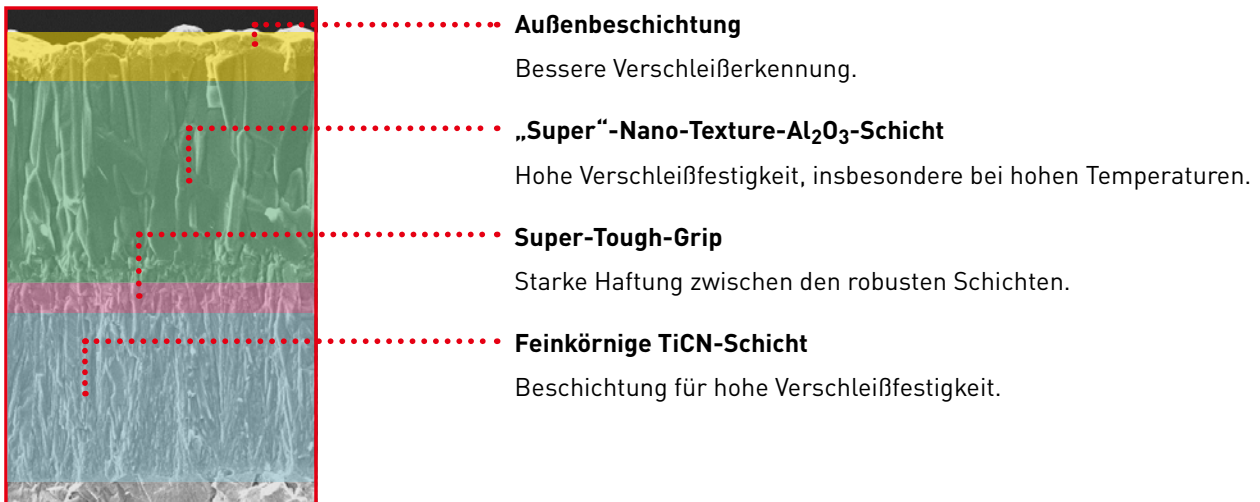 Außenbeschichtung
Bessere Verschleißerkennung.
„Super“-Nano-Texture-Al₂O₃-Schicht
Hohe Verschleißfestigkeit, insbesondere bei hohen Temperaturen.
Super-Tough-Grip
Starke Haftung zwischen den robusten Schichten.
Feinkörnige TiCN-Schicht
Beschichtung für hohe Verschleißfestigkeit.